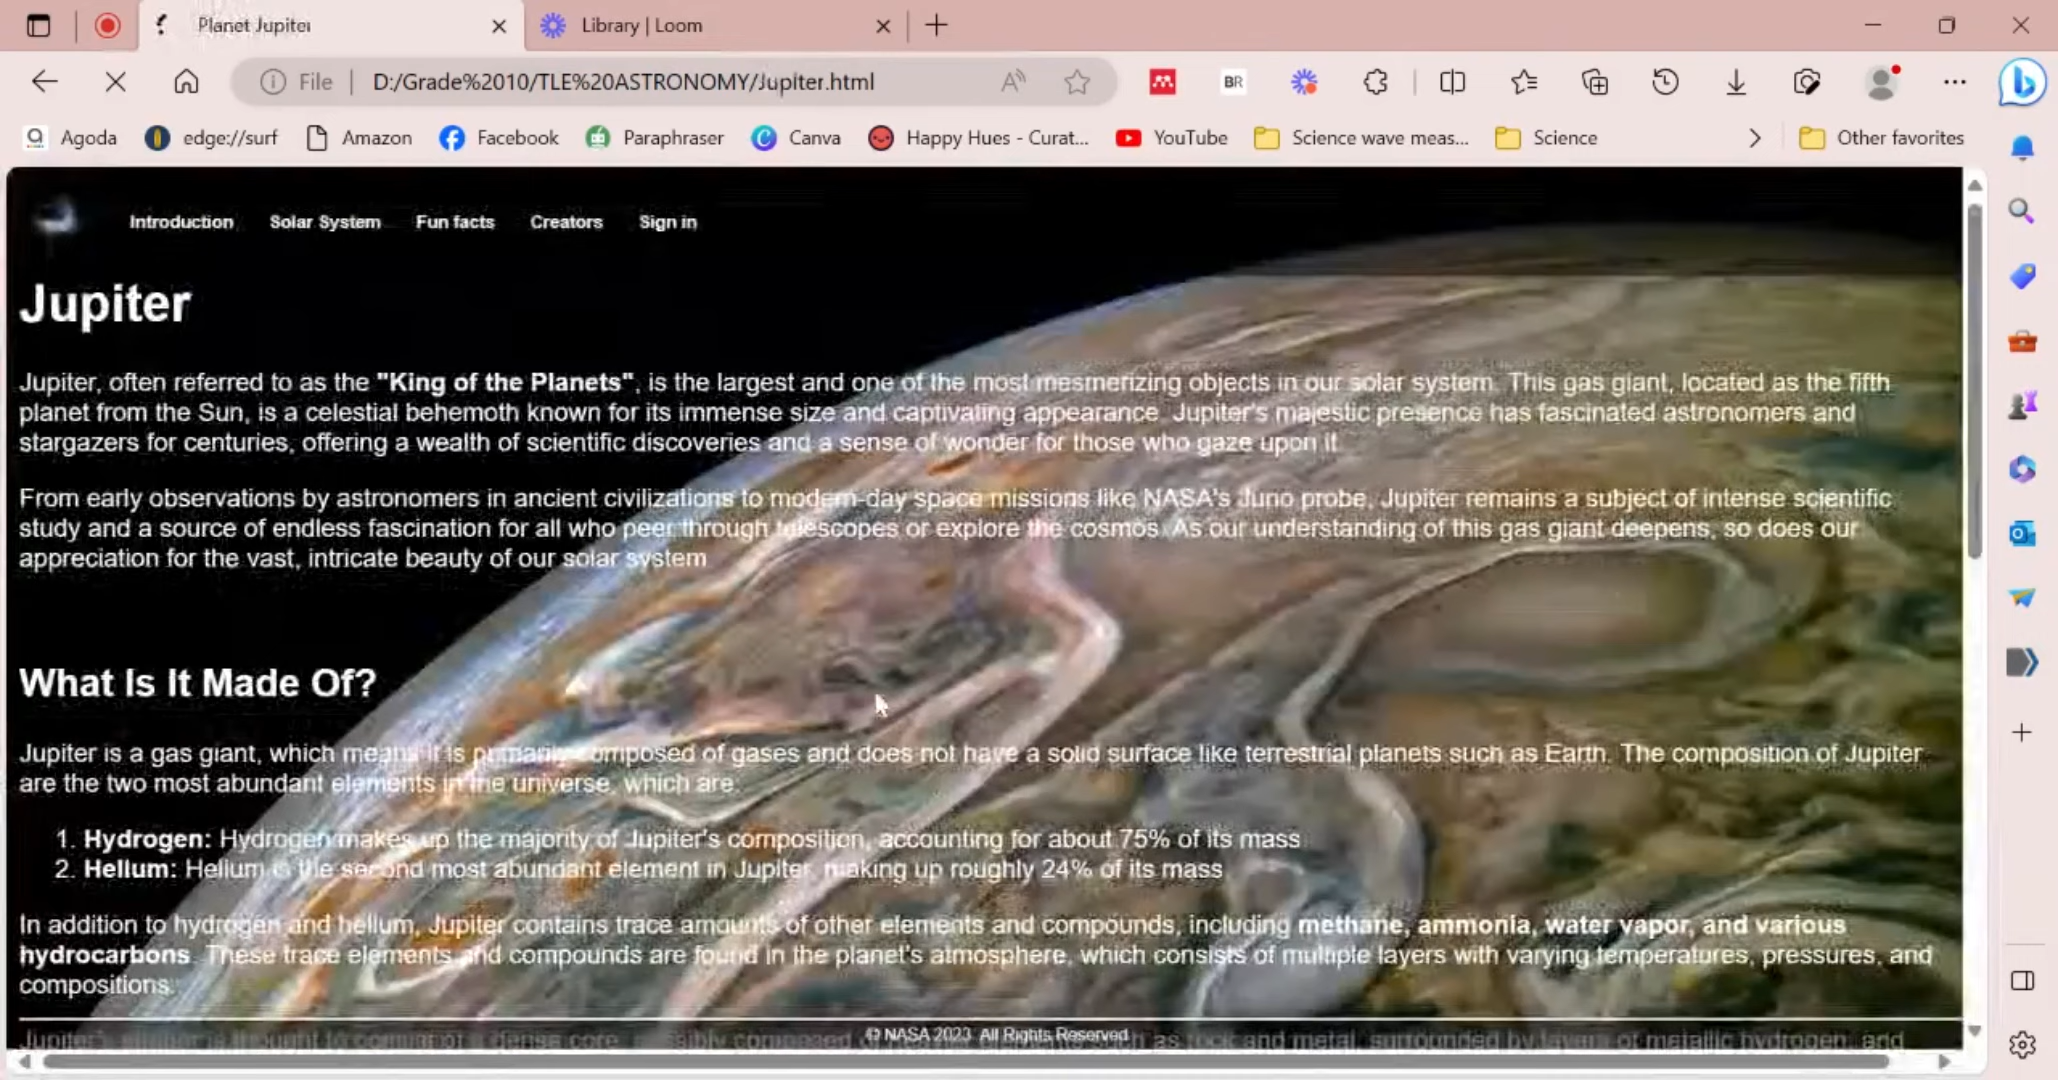 Planet Jupiter
Library | Loom
File
D:/Grade%2010/TLE%20ASTRONOMY/Jupiter.html
BR
Agoda
edge://surf
Amazon
Facebook
Paraphraser
Canva
Happy Hues - Curat...
YouTube
Science wave meas...
Science
Other favorites
Introduction
Solar System
Fun facts
Creators
Sign in
Jupiter
Jupiter, often referred to as the "King of the Planets", is the largest and one of the most mesmerizing objects in our solar system. This gas giant, located as the fifth
planet from the Sun, is a celestial behemoth known for its immense size and captivating appearance. Jupiter's majestic presence has fascinated astronomers and
stargazers for centuries, offering a wealth of scientific discoveries and a sense of wonder for those who gaze upon it.
From early observations by astronomers in ancient civilizations to modern-day space missions like NASA's Juno probe, Jupiter remains a subject of intense scientific
study and a source of endless fascination for all who peer through telescopes or explore the cosmos. As our understanding of this gas giant deepens, so does our
appreciation for the vast, intricate beauty of our solar system
What Is It Made Of?
Jupiter is a gas giant, which means it is primarily composed of gases and does not have a solid surface like terrestrial planets such as Earth. The composition of Jupiter
are the two most abundant elements in the universe, which are:
1. Hydrogen: Hydrogen makes up the majority of Jupiter's composition, accounting for about 75% of its mass
2. Helium: Helium is the second most abundant element in Jupiter, making up roughly 24% of its mass
In addition to hydrogen and helium, Jupiter contains trace amounts of other elements and compounds, including methane, ammonia, water vapor, and various
hydrocarbons. These trace elements and compounds are found in the planet's atmosphere, which consists of multiple layers with varying temperatures, pressures, and
compositions.
© NASA 2023. All Rights Reserved